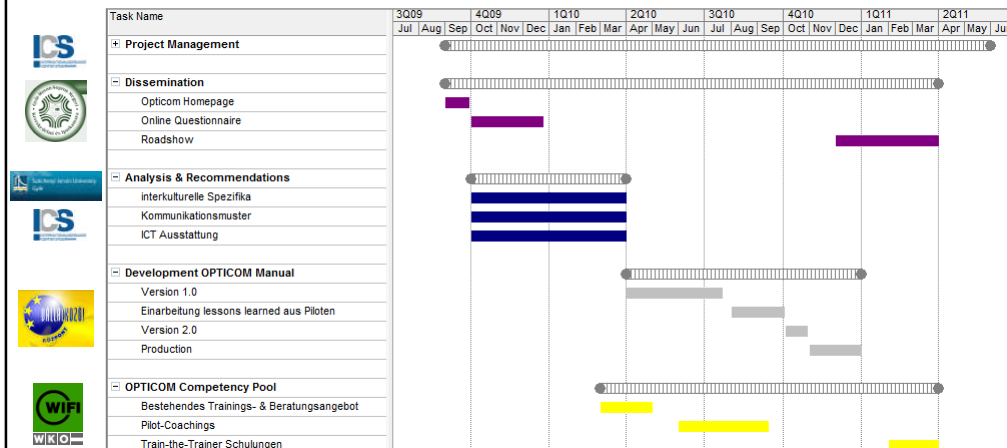 Task Name
3Q09 4Q09 1Q10 2Q10 3Q10 4Q10 1Q11 2Q11
Jul Aug Sep Oct Nov Dec Jan Feb Mar Apr May Jun Jul Aug Sep Oct Nov Dec Jan Feb Mar Apr May Jun
ICS
Project Management
Dissemination
Opticom Homepage
Online Questionnaire
Roadshow
Analysis & Recommendations
interkulturelle Spezifika
ICS
Kommunikationsmuster
ICT Ausstattung
Development OPTICOM Manual
Version 1.0
Einarbeitung lessons learned aus Piloten
Version 2.0
Production
OPTICOM Competency Pool
WIFI
Bestehendes Trainings- & Beratungsangebot
Pilot-Coachings
WKO
Train-the-Trainer Schulungen